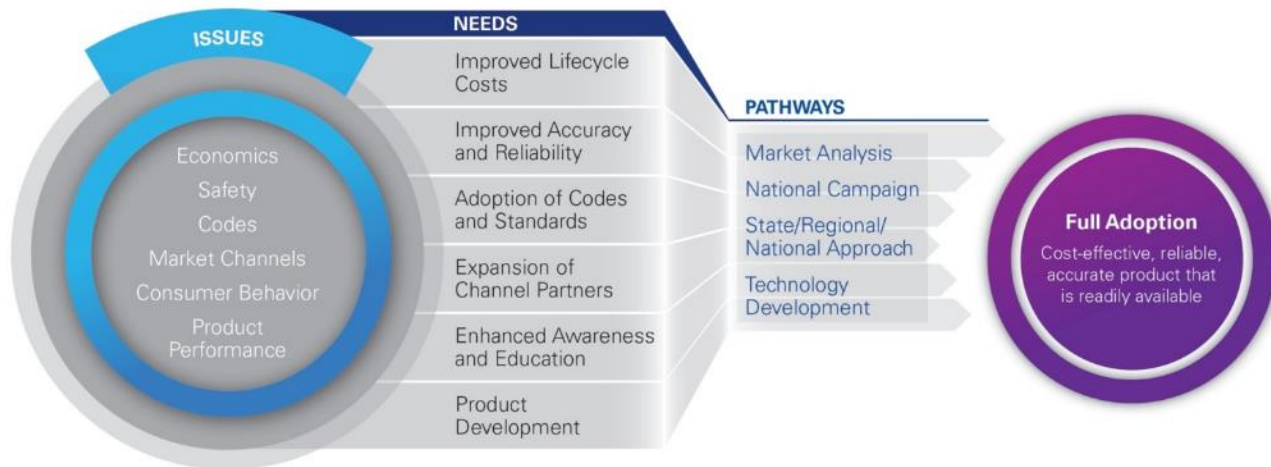 ISSUES
Economics
Safety
Codes
Market Channels
Consumer Behavior
Product
Performance
NEEDS
Improved Lifecycle
Costs
Improved Accuracy
and Reliability
Adoption of Codes
and Standards
Expansion of
Channel Partners
Enhanced Awareness
and Education
Product
Development
PATHWAYS
Market Analysis
National Campaign
State/Regional/
National Approach
Technology
Development
Full Adoption
Cost-effective, reliable,
accurate product that
is readily available